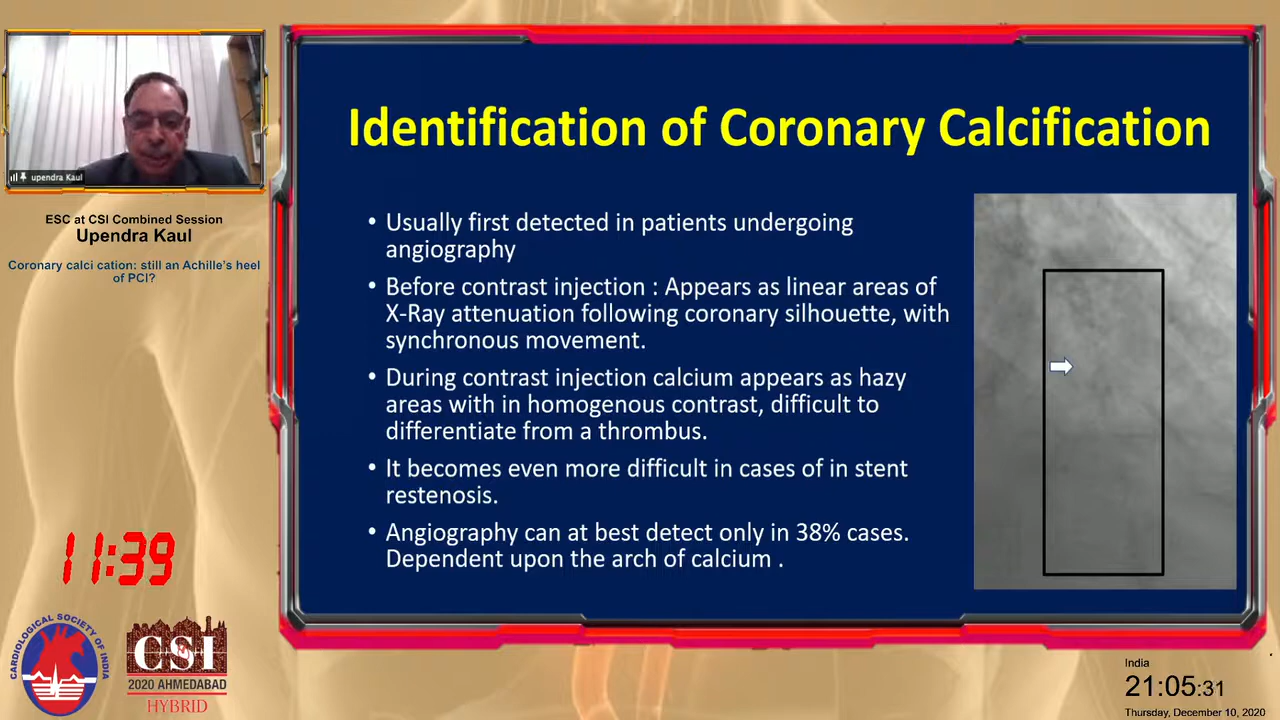 upendra Kaul
ESC at CSI Combined Session
Upendra Kaul
Coronary calci cation: still an Achille's heel
of PCI?
11:39
CARDIOLOGICAL SOCIETY OF INDIA
CSI
2020 AHMEDABAD
HYBRID
Identification of Coronary Calcification
• Usually first detected in patients undergoing
angiography
• Before contrast injection : Appears as linear areas of
X-Ray attenuation following coronary silhouette, with
synchronous movement.
• During contrast injection calcium appears as hazy
areas with in homogenous contrast, difficult to
differentiate from a thrombus.
• It becomes even more difficult in cases of in stent
restenosis.
• Angiography can at best detect only in 38% cases.
Dependent upon the arch of calcium .
India
21:05:31
Thursday, December 10, 2020